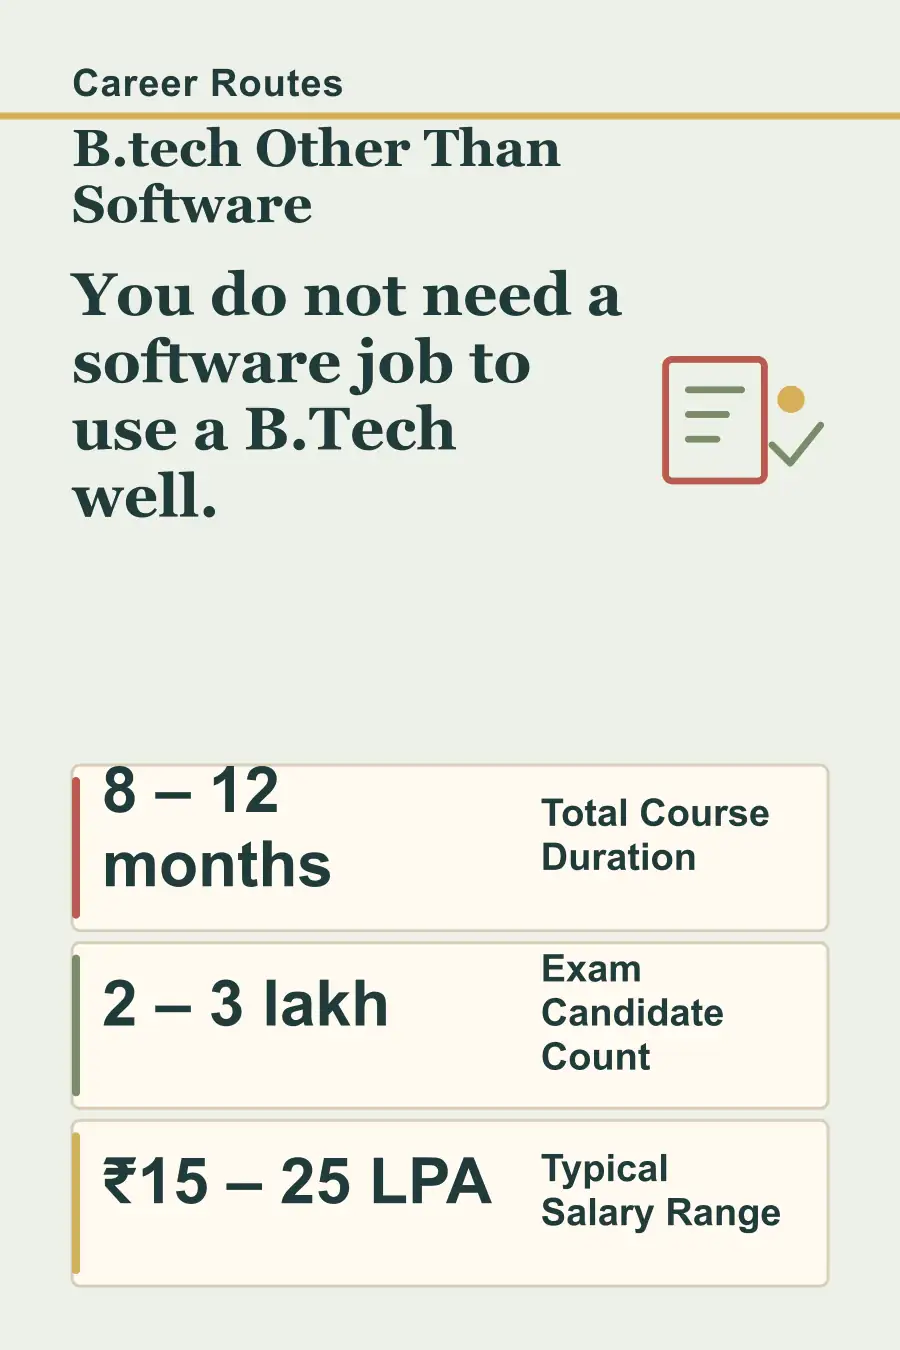 Career Routes
B.tech Other Than
Software
You do not need a
software job to
use a B.Tech
well.
8 – 12
months
Total Course
Duration
2 – 3 lakh
Exam
Candidate
Count
₹15 – 25 LPA
Typical
Salary Range